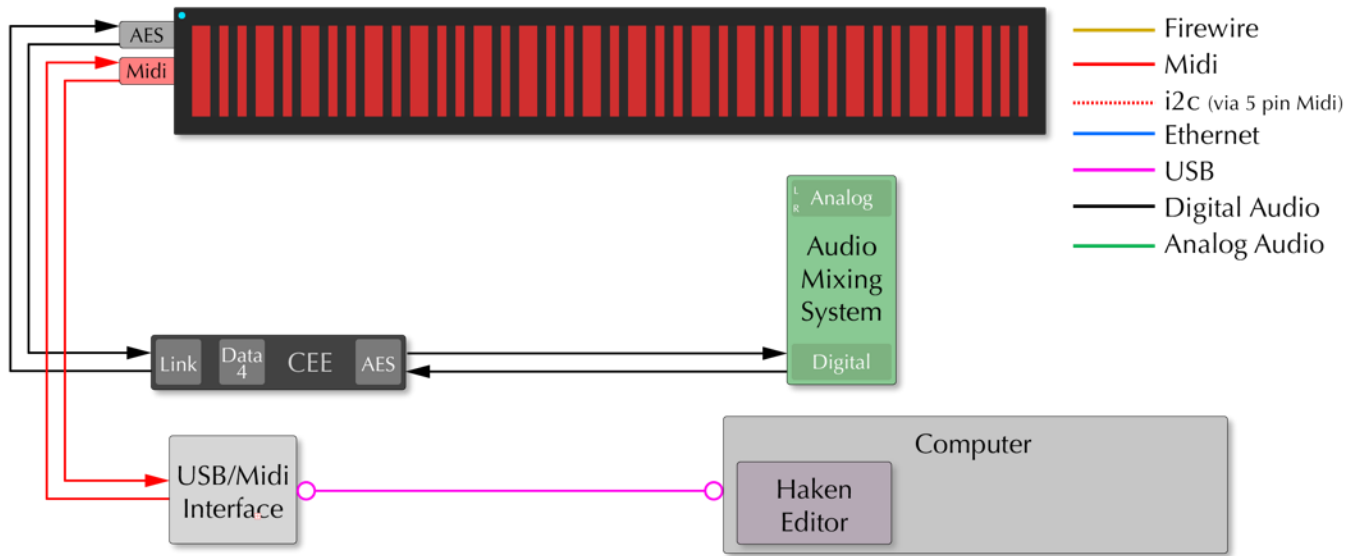 AES
Midi
Firewire
Midi
i2c (via 5 pin Midi)
Ethernet
USB
Digital Audio
Analog Audio
L
R
Analog
Audio
Mixing
System
Digital
Link
Data
4
CEE
AES
USB/Midi
Interface
Computer
Haken
Editor